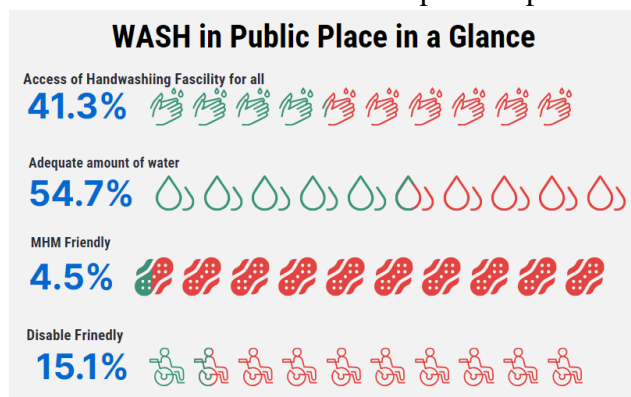 WASH in Public Place in a Glance
Access of Handwashiing Fascility for all
41.3%
Adequate amount of water
54.7%
MHM Friendly
4.5%
Disable Frinedly
15.1%